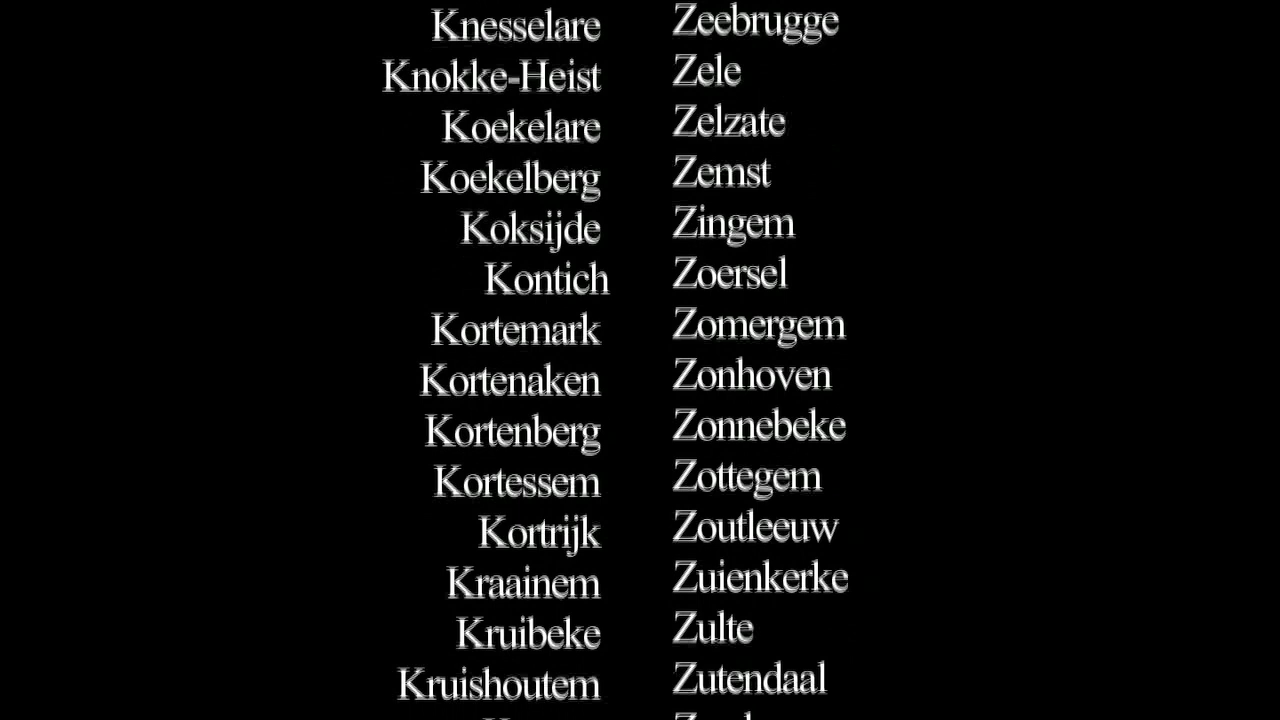 Knesselare
Knokke-Heist
Koekelare
Koekelberg
Koksijde
Kontich
Kortemark
Kortenaken
Kortenberg
Kortessem
Kortrijk
Kraainem
Kruibeke
Kruishoutem
Zeebrugge
Zele
Zelzate
Zemst
Zingem
Zoersel
Zomergem
Zonhoven
Zonnebeke
Zottegem
Zoutleeuw
Zuienkerke
Zulte
Zutendaal